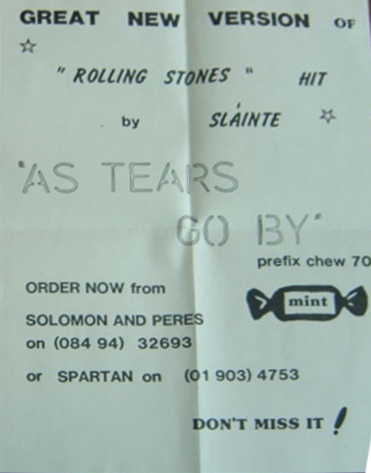 GREAT NEW VERSION OF
" ROLLING STONES " HIT
by SLÁINTE
"AS TEARS
GO BY"
prefix chew 70
ORDER NOW from
mint
SOLOMON AND PERES
on (084 94) 32693
or SPARTAN on (01 903) 4753
DON'T MISS IT !